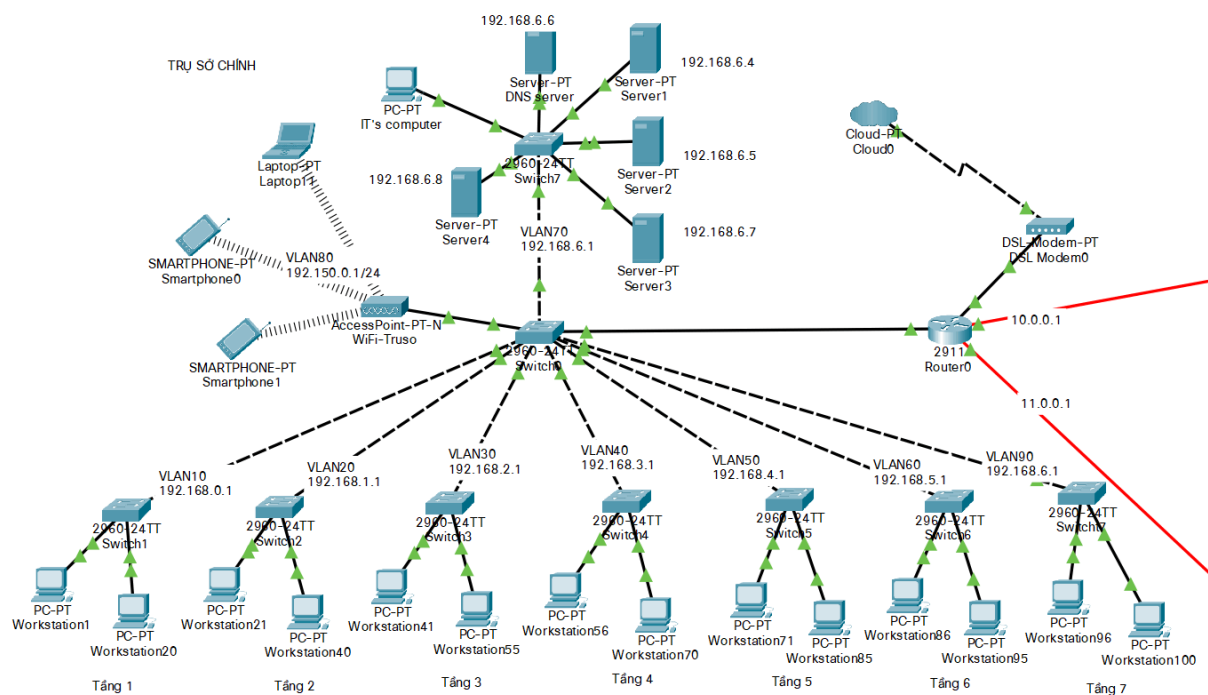 192.168.6.6
TRỤ SỞ CHÍNH
Server-PT
DNS server
Server-PT
Server1
192.168.6.4
PC-PT
IT's computer
Cloud-PT
Cloud0
Laptop-PT
Laptop11
2960-24TT
Switch7
Server-PT
Server2
192.168.6.5
192.168.6.8
Server-PT
Server4
VLAN70
192.168.6.1
Server-PT
Server3
192.168.6.7
DSL-Modem-PT
DSL Modem0
SMARTPHONE-PT
Smartphone0
VLAN80
192.150.0.1/24
AccessPoint-PT-N
WiFi-Truso
SMARTPHONE-PT
Smartphone1
2960-24TT
Switch0
10.0.0.1
2911
Router0
11.0.0.1
VLAN10
192.168.0.1
VLAN20
192.168.1.1
VLAN30
192.168.2.1
VLAN40
192.168.3.1
VLAN50
192.168.4.1
VLAN60
192.168.5.1
VLAN90
192.168.6.1
2960-24TT
Switch1
2960-24TT
Switch2
2960-24TT
Switch3
2960-24TT
Switch4
2960-24TT
Switch5
2960-24TT
Switch6
2960-24TT
Switcht7
PC-PT
Workstation1
PC-PT
Workstation20
PC-PT
Workstation21
PC-PT
Workstation40
PC-PT
Workstation41
PC-PT
Workstation55
PC-PT
Workstation56
PC-PT
Workstation70
PC-PT
Workstation71
PC-PT
Workstation85
PC-PT
Workstation86
PC-PT
Workstation95
PC-PT
Workstation96
PC-PT
Workstation100
Tầng 1
Tầng 2
Tầng 3
Tầng 4
Tầng 5
Tầng 6
Tầng 7